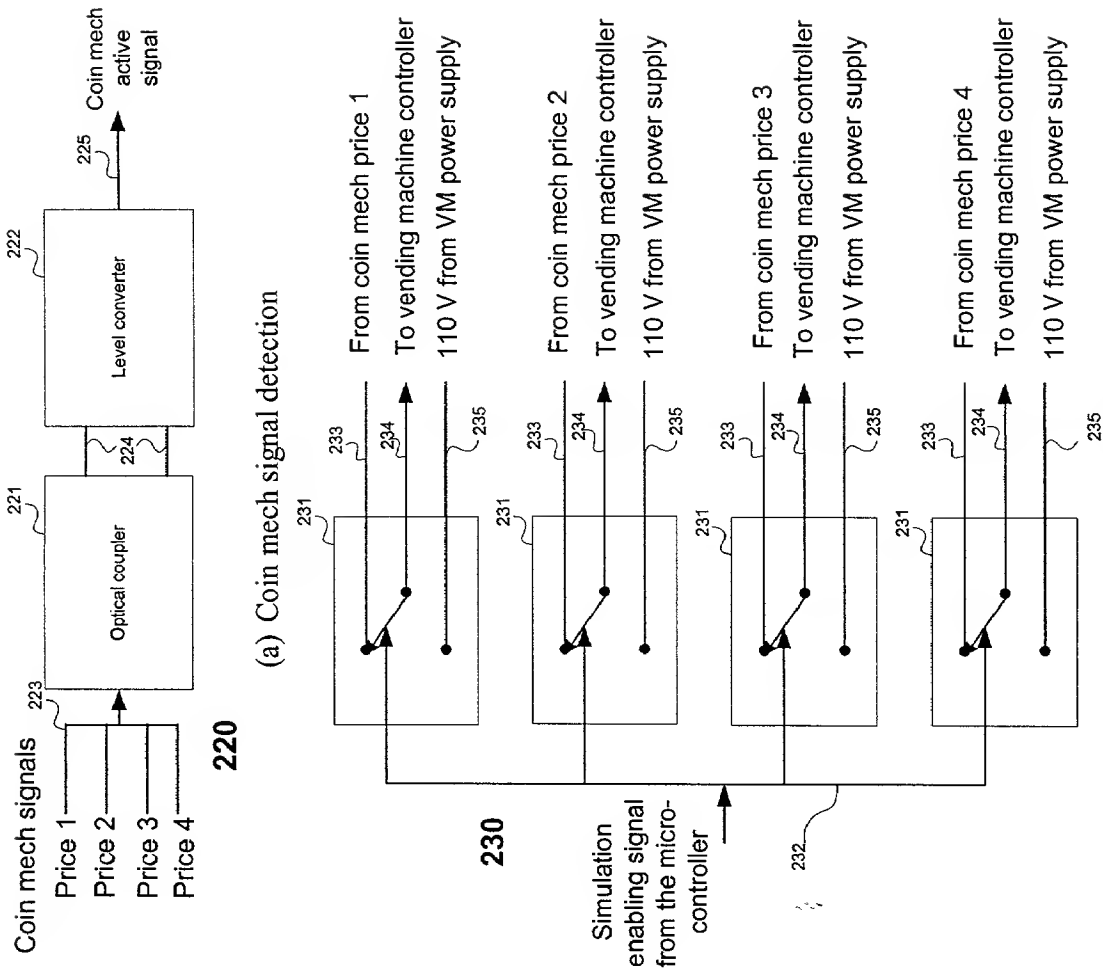 Coin mech signals
Price 1
Price 2
Price 3
Price 4
223
221
Optical coupler
224
222
Level converter
225
Coin mech
active
signal
220
(a) Coin mech signal detection
230
Simulation
enabling signal
from the micro-
controller
232
231
233
From coin mech price 1
234
To vending machine controller
235
110 V from VM power supply
231
233
From coin mech price 2
234
To vending machine controller
235
110 V from VM power supply
231
233
From coin mech price 3
234
To vending machine controller
235
110 V from VM power supply
231
233
From coin mech price 4
234
To vending machine controller
235
110 V from VM power supply